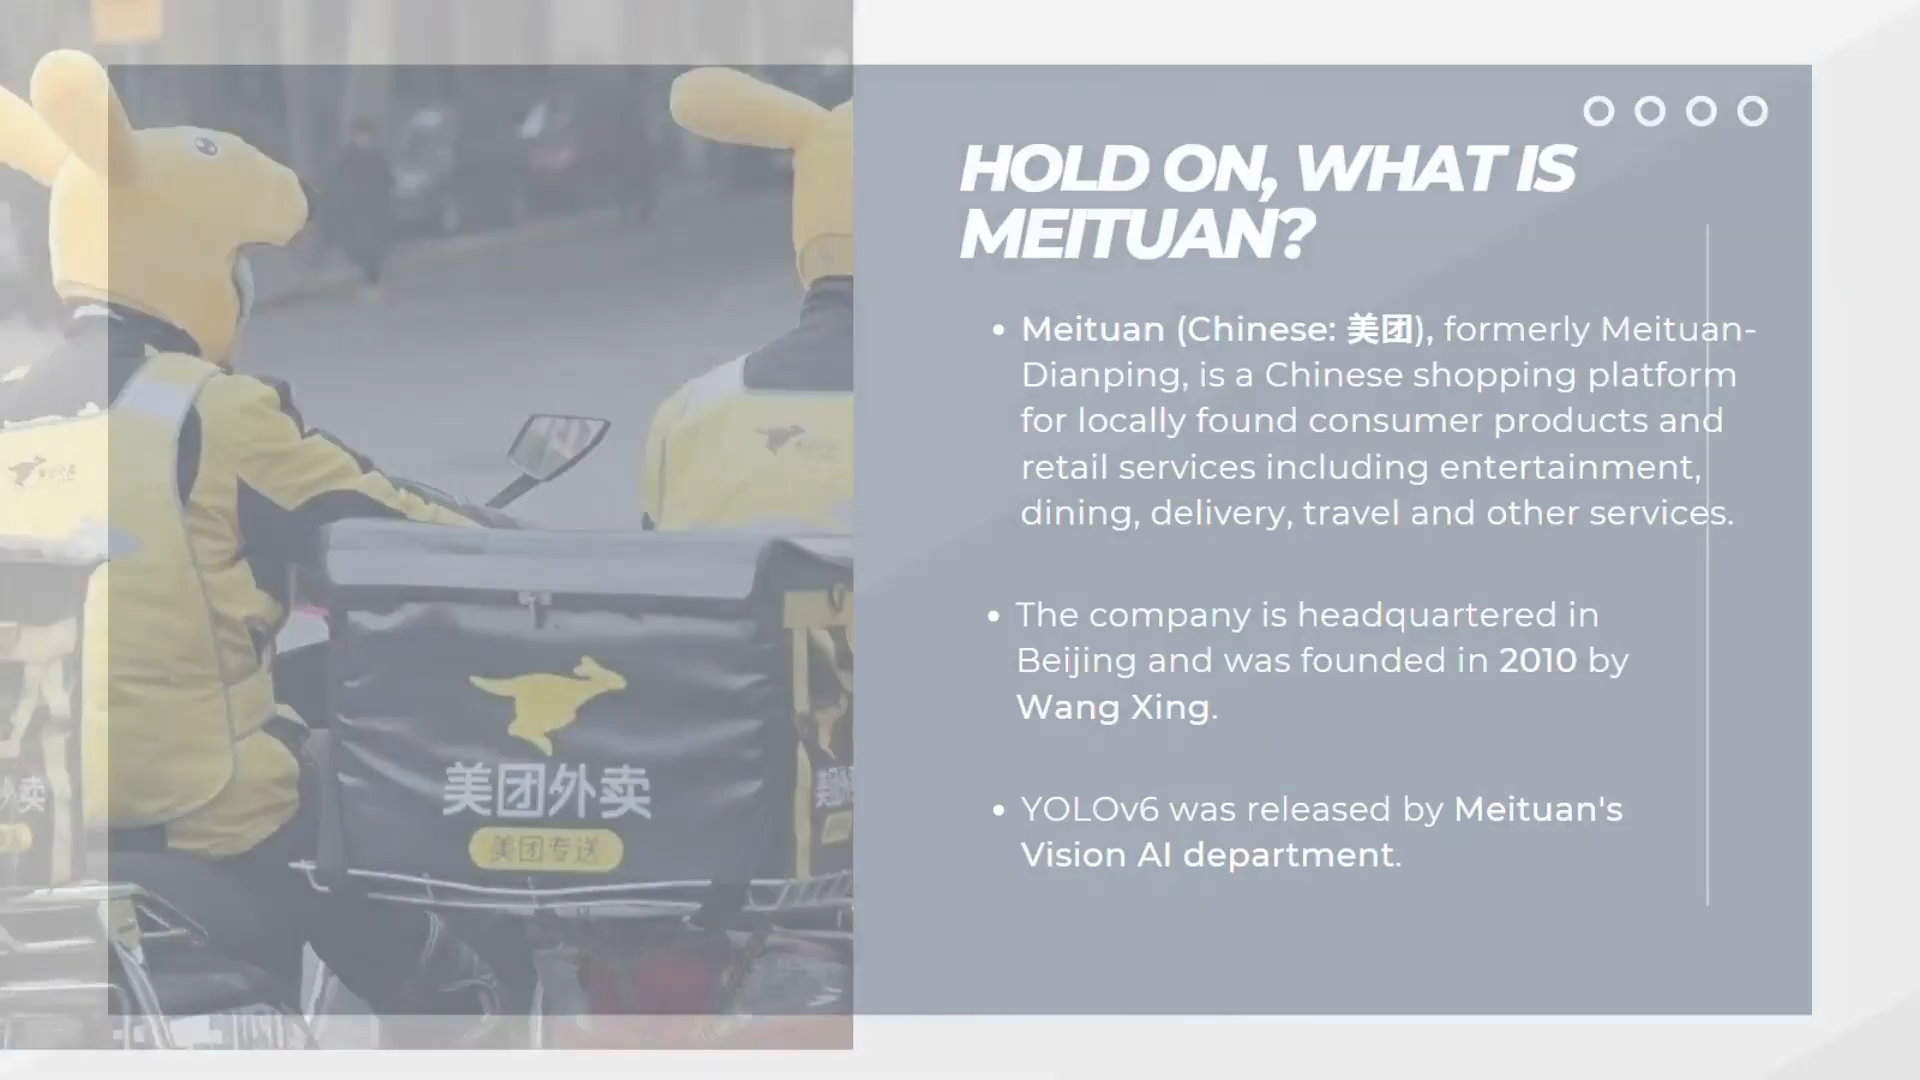 HOLD ON, WHAT IS
MEITUAN?
Meituan (Chinese: 美团), formerly Meituan-
Dianping, is a Chinese shopping platform
for locally found consumer products and
retail services including entertainment,
dining, delivery, travel and other services.
The company is headquartered in
Beijing and was founded in 2010 by
Wang Xing.
YOLOv6 was released by Meituan's
Vision AI department.
美团外卖
美团专送